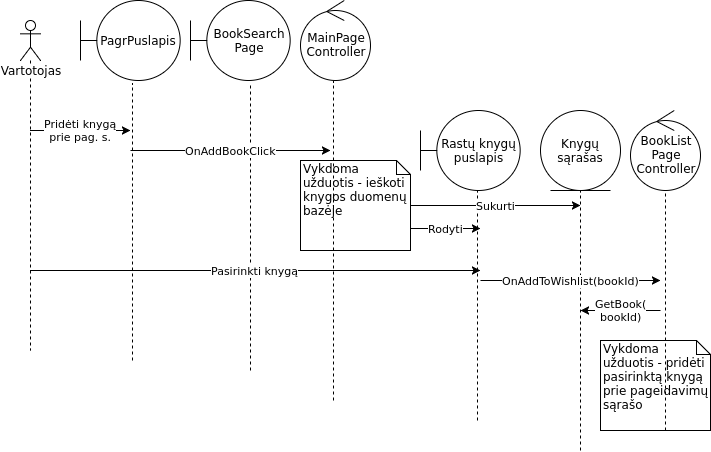 Vartotojas
PagrPuslapis
BookSearch
Page
MainPage
Controller
Pridėti knygą
prie pag. s.
OnAddBookClick
Rastų knygų
puslapis
Knygų
sąrašas
BookList
Page
Controller
Vykdoma
užduotis - ieškoti
knygos duomenų
bazėje
Sukurti
Rodyti
Pasirinkti knygą
OnAddToWishlist(bookId)
GetBook(
bookId)
Vykdoma
užduotis - pridėti
pasirinktą knygą
prie pageidavimų
sąrašo